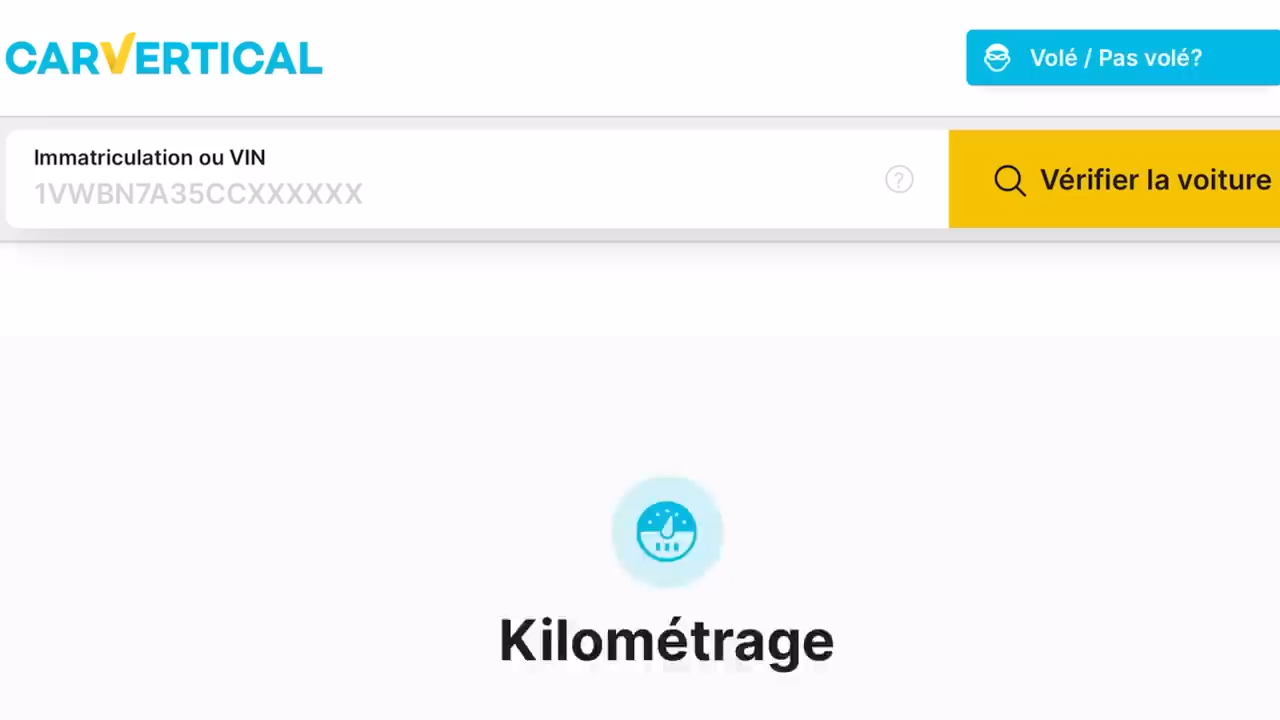 CARVERTICAL
Volé / Pas volé?
Immatriculation ou VIN
1VWBN7A35CCXXXXXX
?
Vérifier la voiture
Kilométrage